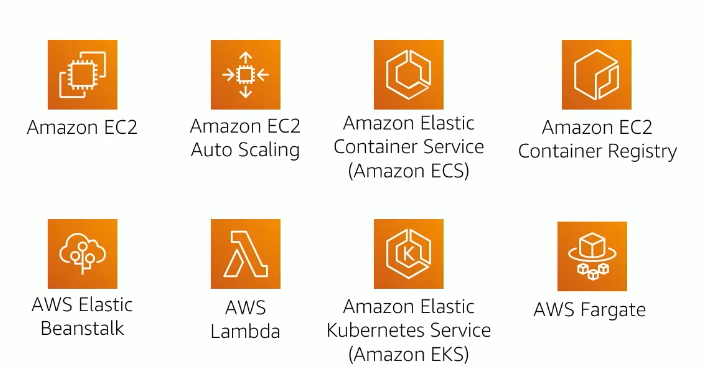 Amazon EC2
Amazon EC2
Auto Scaling
Amazon Elastic
Container Service
(Amazon ECS)
Amazon EC2
Container Registry
AWS Elastic
Beanstalk
AWS
Lambda
K
Amazon Elastic
Kubernetes Service
(Amazon EKS)
AWS Fargate